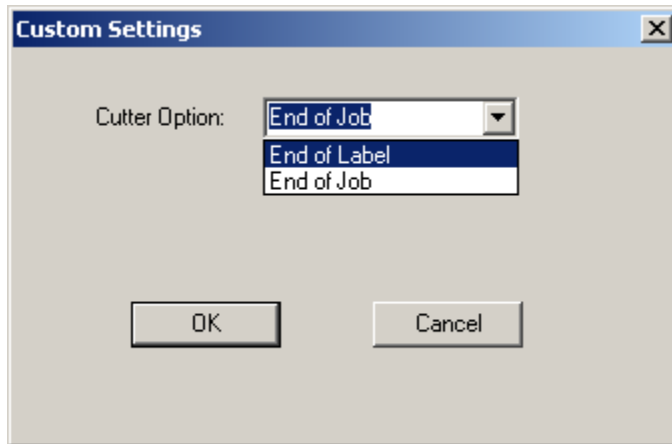 Custom Settings
Cutter Option: End of Job
End of Label
End of Job
OK Cancel